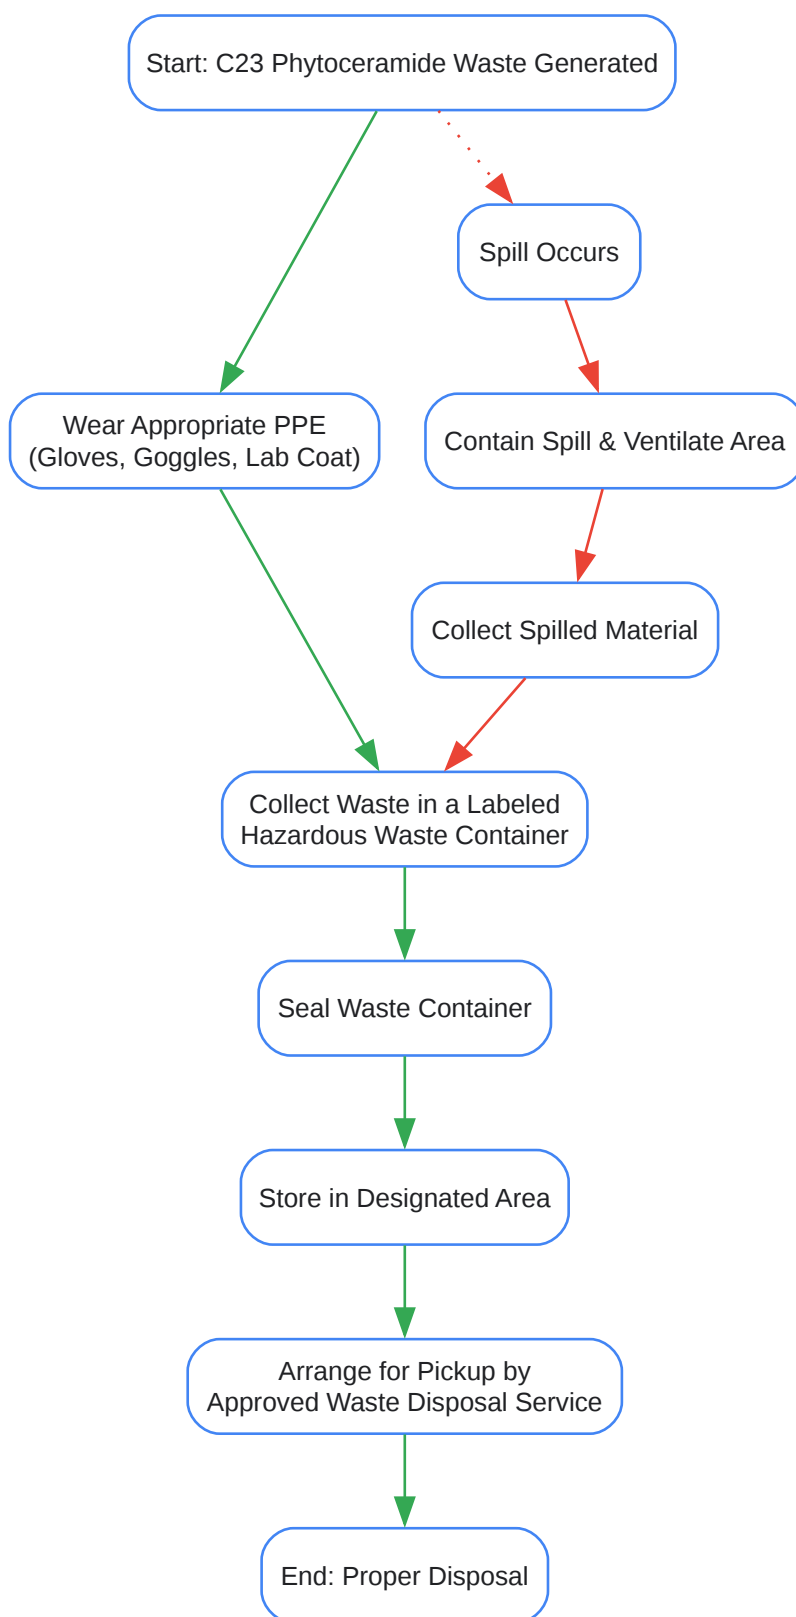 Start: C23 Phytoceramide Waste Generated
Spill Occurs
Wear Appropriate PPE
(Gloves, Goggles, Lab Coat)
Contain Spill & Ventilate Area
Collect Spilled Material
Collect Waste in a Labeled
Hazardous Waste Container
Seal Waste Container
Store in Designated Area
Arrange for Pickup by
Approved Waste Disposal Service
End: Proper Disposal